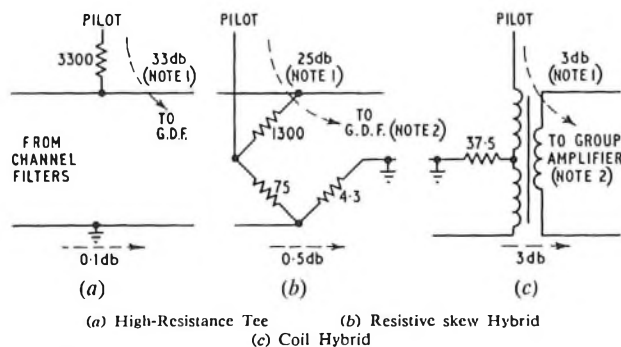 PILOT
3300
33db
(NOTE 1)
TO
G.D.F.
FROM
CHANNEL
FILTERS
0·1db
(a)
PILOT
25db
(NOTE 1)
TO
G.D.F. (NOTE 2)
1300
75
4·3
0·5db
(b)
PILOT
3db
(NOTE 1)
37·5
TO GROUP
AMPLIFIER
(NOTE 2)
3db
(c)
(a) High-Resistance Tee (b) Resistive skew Hybrid
(c) Coil Hybrid